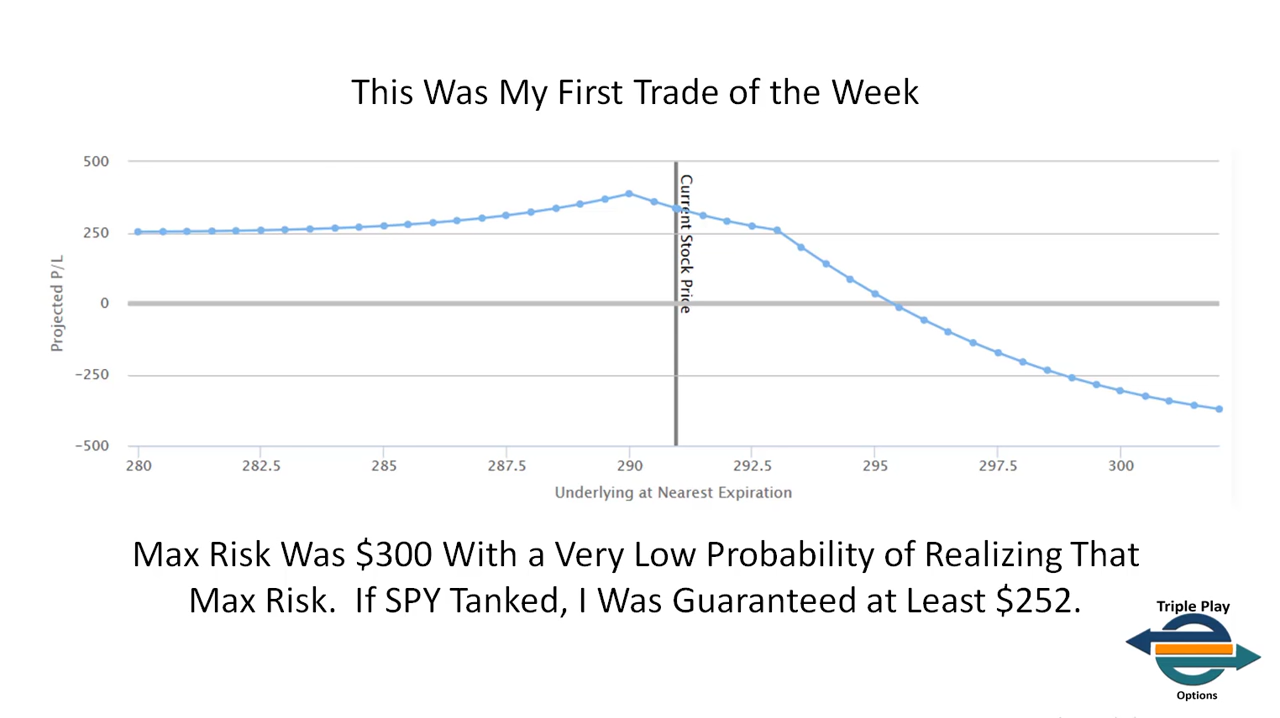 This Was My First Trade of the Week
500
250
0
-250
-500
Projected P/L
Current Stock Price
280
282.5
285
287.5
290
292.5
295
297.5
300
Underlying at Nearest Expiration
Max Risk Was $300 With a Very Low Probability of Realizing That
Max Risk. If SPY Tanked, I Was Guaranteed at Least $252.
Triple Play
Options